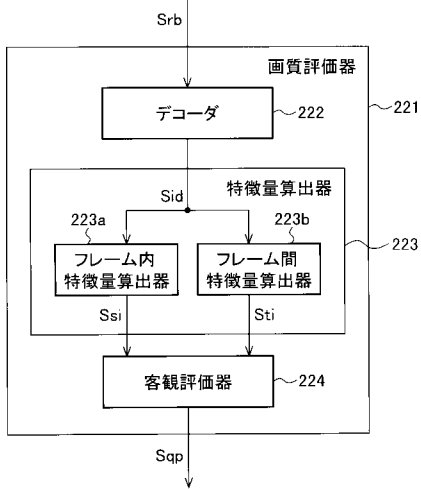 Srb
画質評価器
デコーダ
222
221
特徴量算出器
Sid
223a
223b
223
フレーム内
特徴量算出器
フレーム間
特徴量算出器
Ssi
Sti
客観評価器
224
Sqp